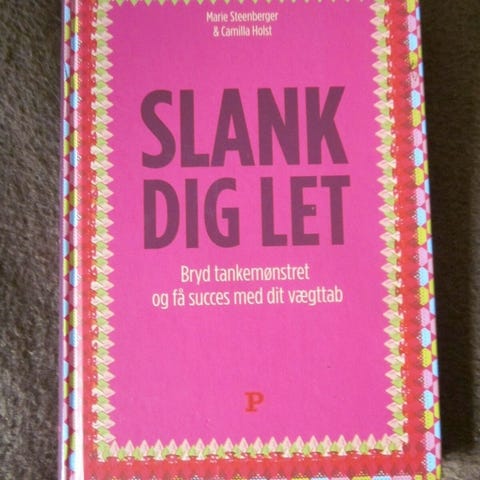 Marie Steenberger
& Camilla Holst
SLANK
DIG LET
Bryd tankemønstret
og få succes med dit vægttab
P